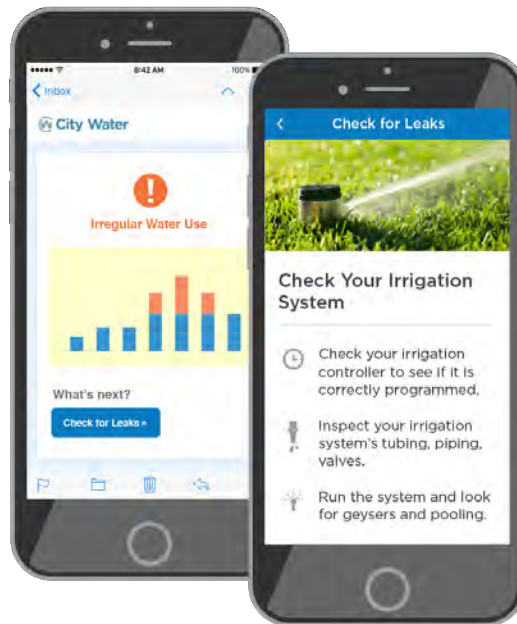 8:42 AM
100%
Inbox
City Water
Irregular Water Use
What's next?
Check for Leaks »
Check for Leaks
Check Your Irrigation
System
Check your irrigation
controller to see if it is
correctly programmed.
Inspect your irrigation
system's tubing, piping,
valves.
Run the system and look
for geysers and pooling.